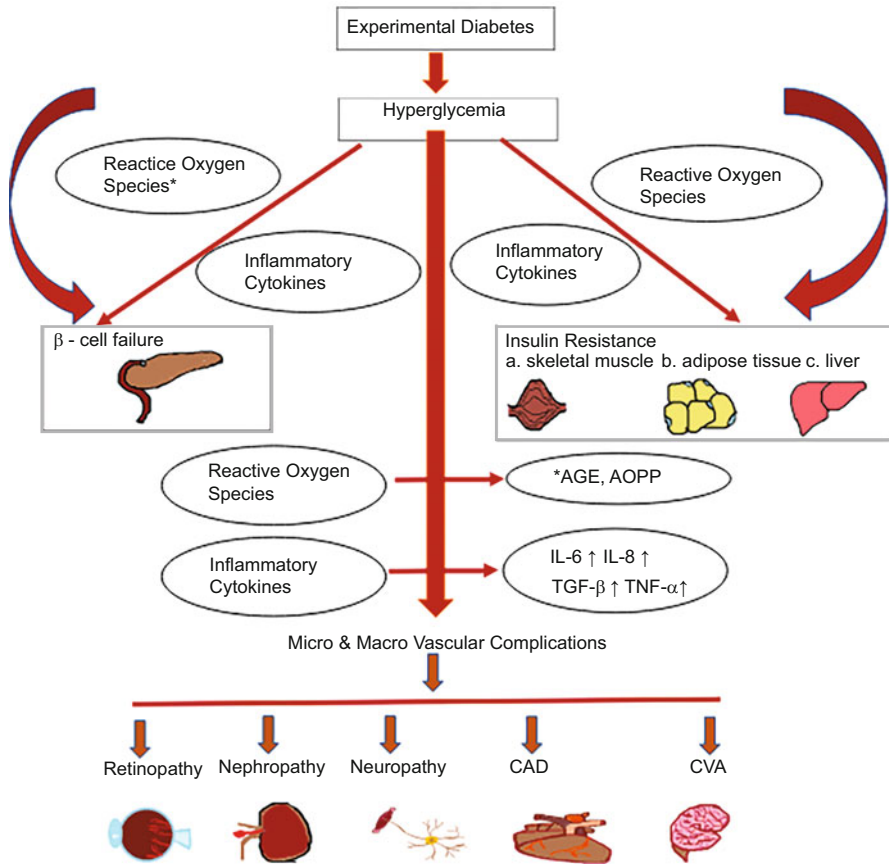 Experimental Diabetes
Hyperglycemia
Reactice Oxygen
Species*
Reactive Oxygen
Species
Inflammatory
Cytokines
Inflammatory
Cytokines
β - cell failure
Insulin Resistance
a. skeletal muscle b. adipose tissue c. liver
Reactive Oxygen
Species
*AGE, AOPP
Inflammatory
Cytokines
IL-6 ↑ IL-8 ↑
TGF-β ↑ TNF-α↑
Micro & Macro Vascular Complications
Retinopathy Nephropathy Neuropathy CAD CVA